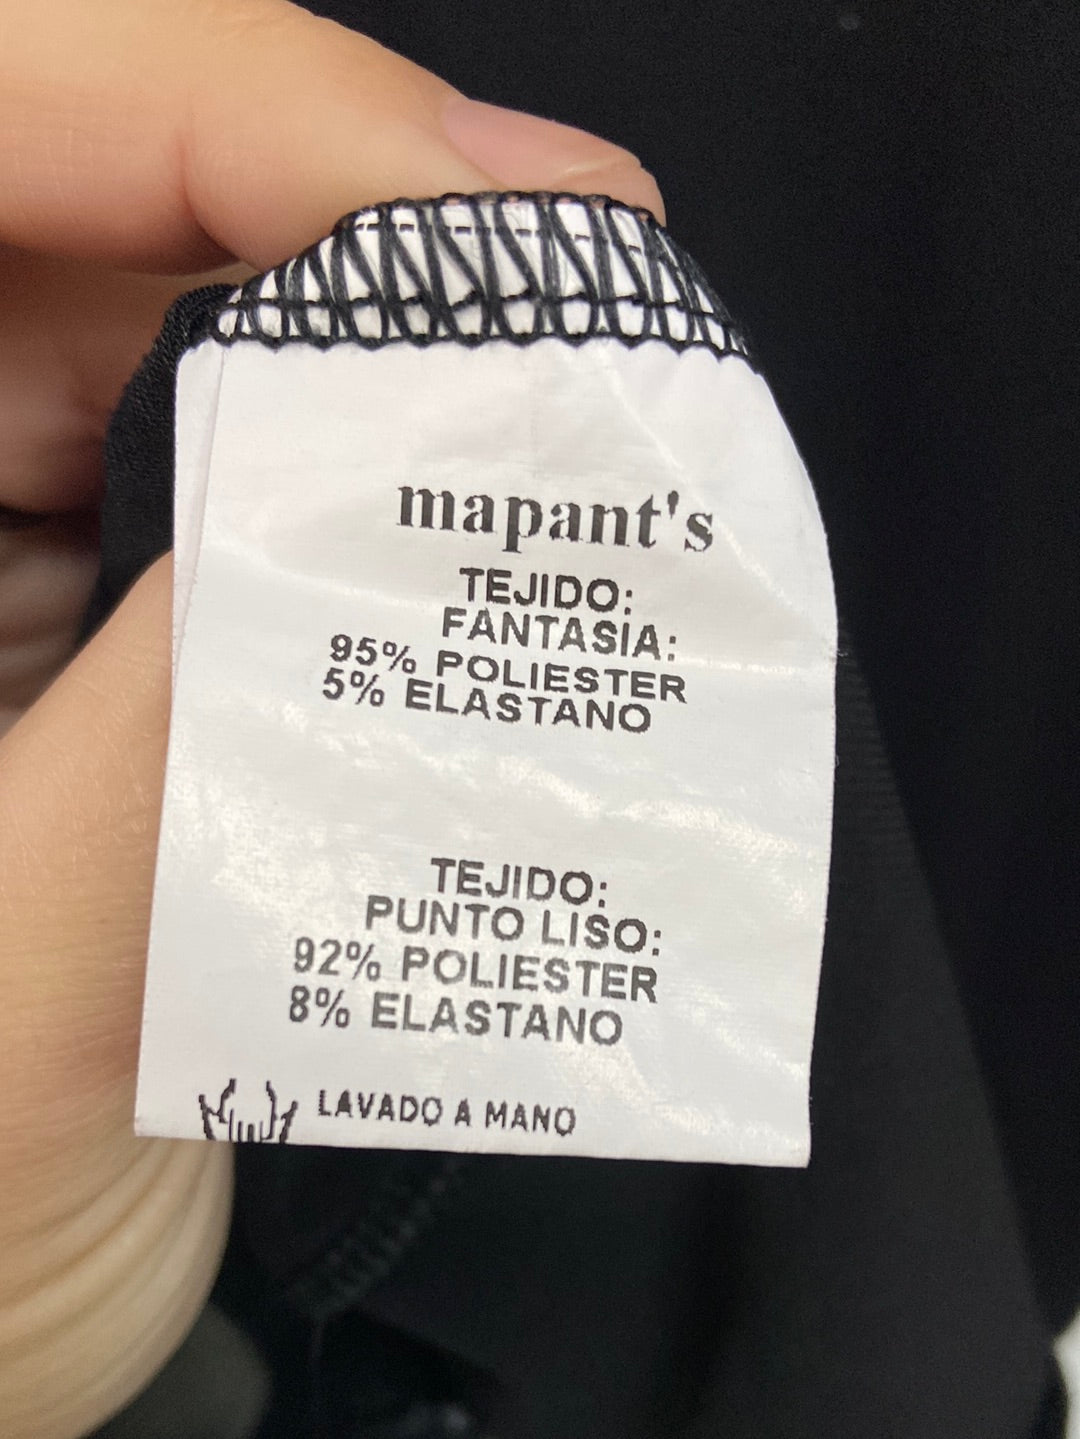 mapant's
TEJIDO:
FANTASIA:
95% POLIESTER
5% ELASTANO
TEJIDO:
PUNTO LISO:
92% POLIESTER
8% ELASTANO
LAVADO A MANO